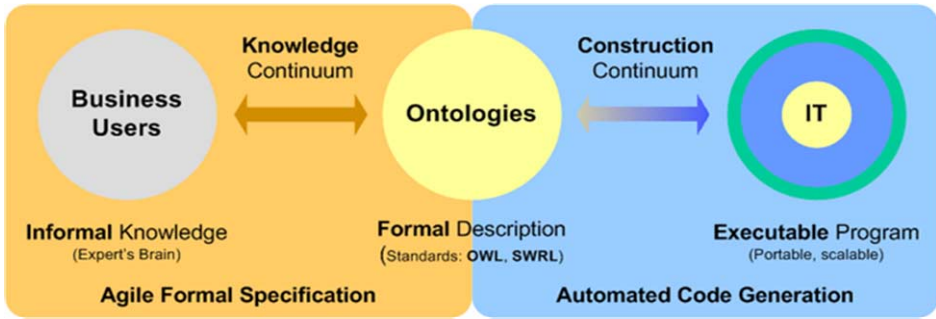 Knowledge
Continuum
Construction
Continuum
Business
Users
Ontologies
IT
Informal Knowledge
(Expert's Brain)
Formal Description
(Standards: OWL, SWRL)
Executable Program
(Portable, scalable)
Agile Formal Specification
Automated Code Generation